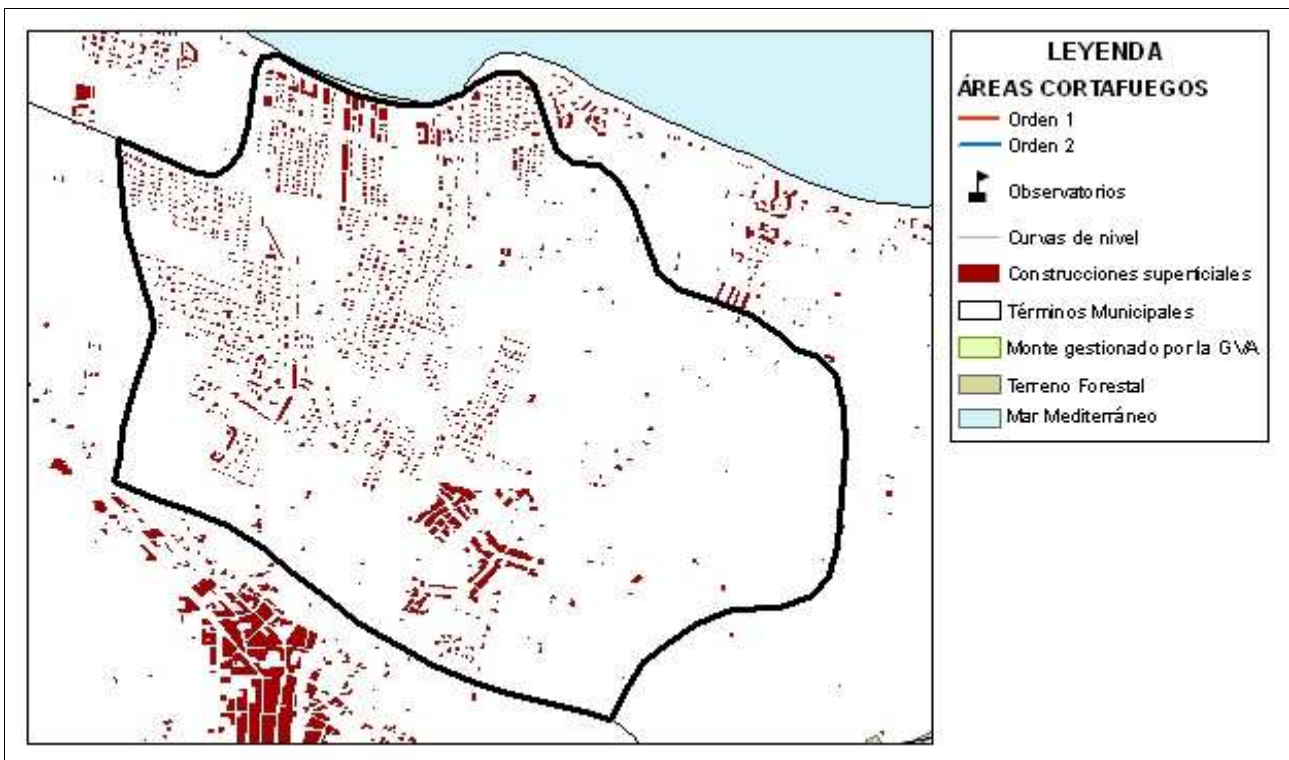 LEYENDA
ÁREAS CORTAFUEGOS
Orden 1
Orden 2
Observatorios
Curvas de nivel
Construcciones superficiales
Términos Municipales
Monte gestionado por la GVA
Terreno Forestal
Mar Mediterráneo